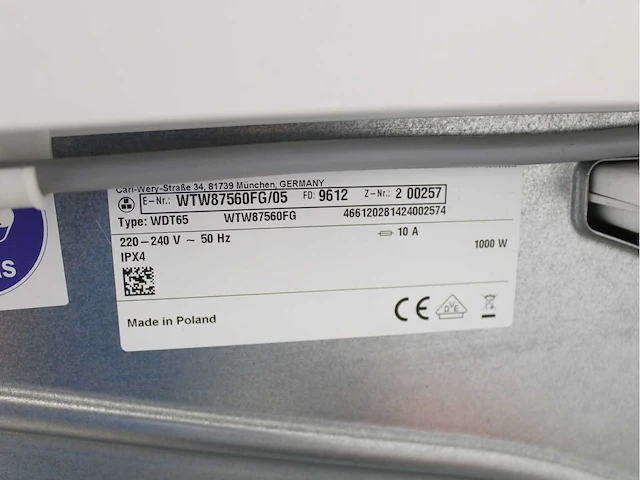 Carl-Wery-Straße 34, 81739 München, GERMANY
E-Nr.: WTW87560FG/05 FD: 9612 Z-Nr.: 2 00257
Type: WDT65 WTW87560FG 466120281424002574
220-240 V ~ 50 Hz 10 A 1000 W
IPX4
Made in Poland
CE DVE